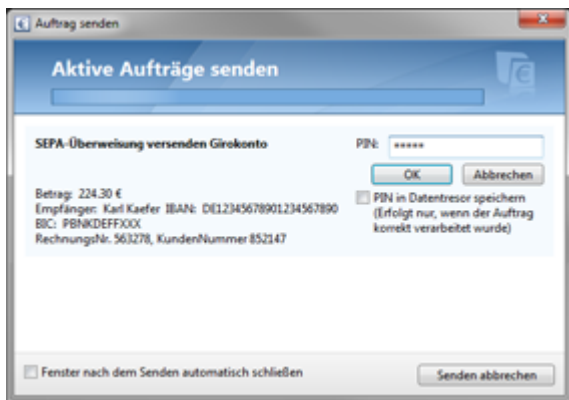 Auftrag senden
Aktive Aufträge senden
SEPA-Überweisung versenden Girokonto
PIN: *****
OK Abbrechen
PIN in Datentresor speichern
(Erfolgt nur, wenn der Auftrag
korrekt verarbeitet wurde)
Betrag: 224.30 €
Empfänger: Karl Kaefer IBAN: DE12345678901234567890
BIC: PBNKDEFFXXX
RechnungsNr. 563278, KundenNummer 852147
Fenster nach dem Senden automatisch schließen
Senden abbrechen